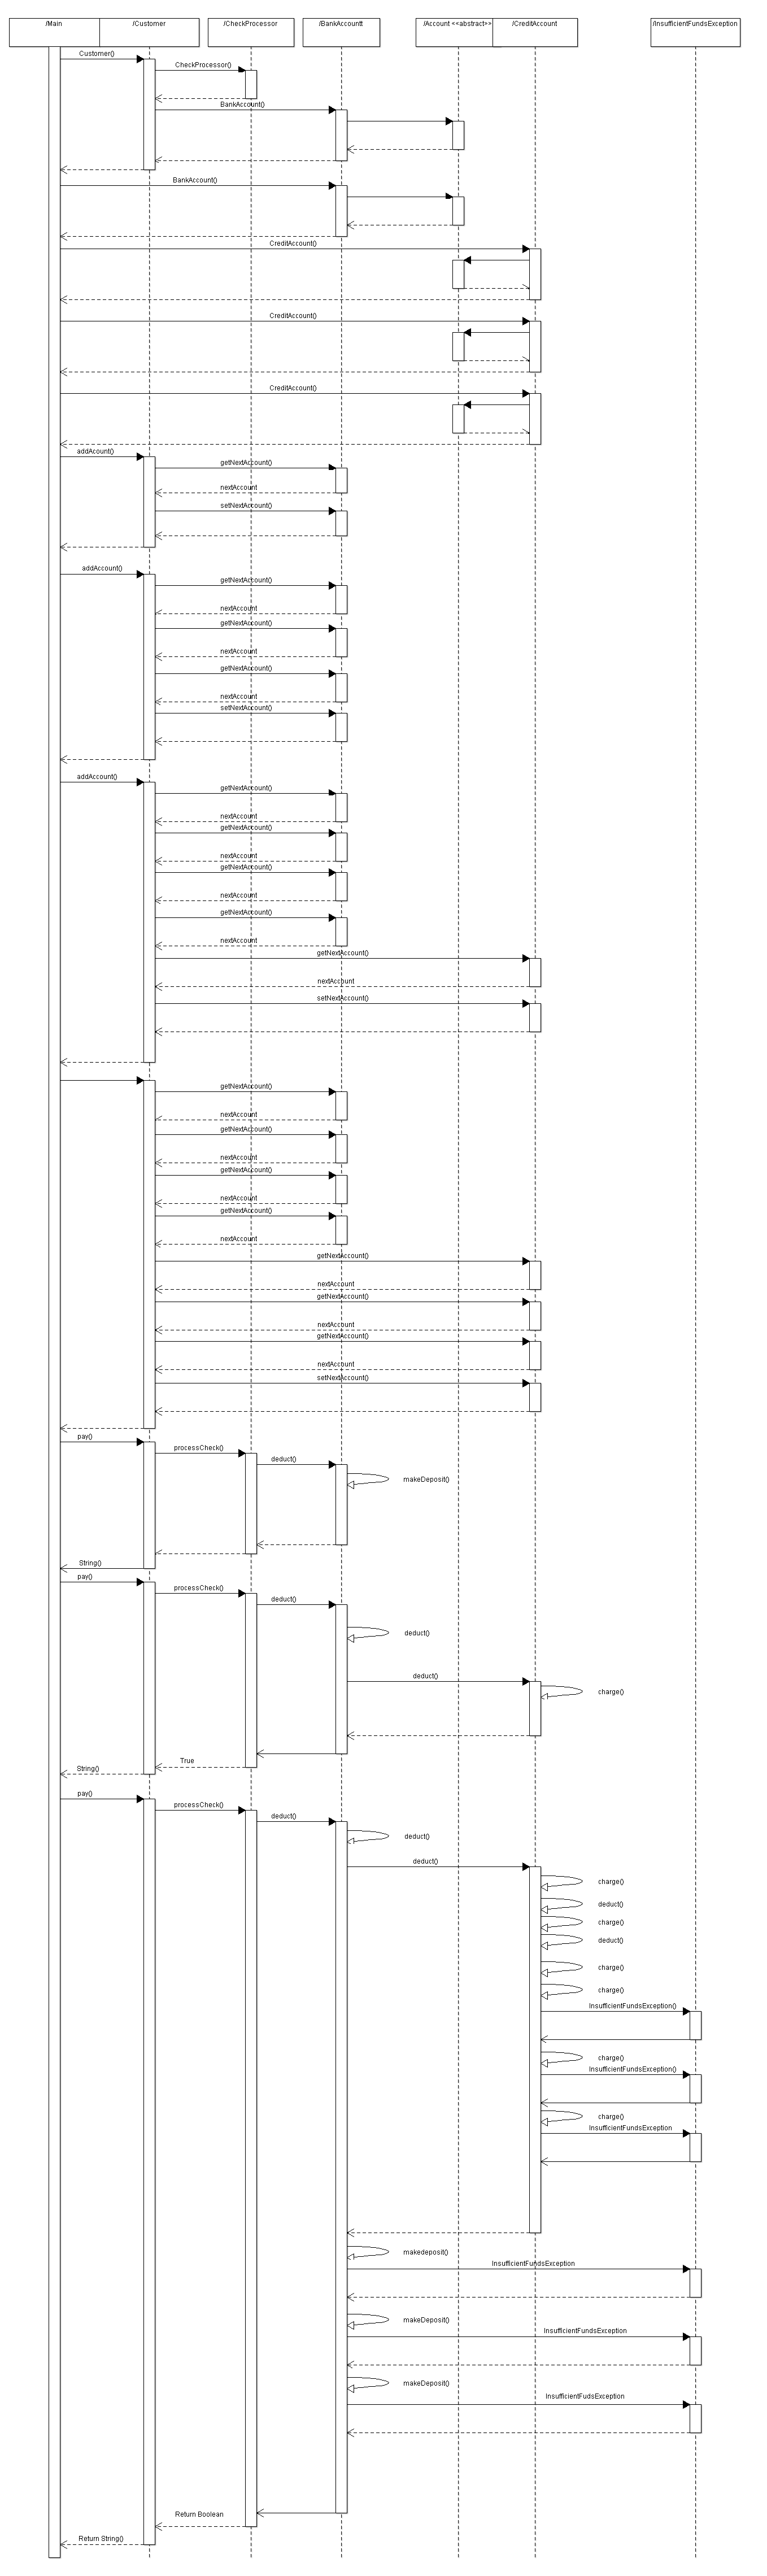 /Main
/Customer
/CheckProcessor
/BankAccountt
/Account <<abstract>>
/CreditAccount
/InsufficientFundsException
Customer()
CheckProcessor()
BankAccount()
BankAccount()
CreditAccount()
CreditAccount()
CreditAccount()
addAcount()
getNextAccount()
nextAccount
setNextAccount()
addAccount()
getNextAccount()
nextAccount
getNextAccount()
nextAccount
getNextAccount()
nextAccount
setNextAccount()
addAccount()
getNextAccount()
nextAccount
getNextAccount()
nextAccount
getNextAccount()
nextAccount
getNextAccount()
nextAccount
getNextAccount()
nextAccount
setNextAccount()
getNextAccount()
nextAccount
getNextAccount()
nextAccount
getNextAccount()
nextAccount
getNextAccount()
nextAccount
getNextAccount()
nextAccount
getNextAccount()
nextAccount
getNextAccount()
nextAccount
setNextAccount()
pay()
processCheck()
deduct()
makeDeposit()
String()
pay()
processCheck()
deduct()
deduct()
deduct()
charge()
True
String()
pay()
processCheck()
deduct()
deduct()
deduct()
charge()
deduct()
charge()
deduct()
charge()
charge()
InsufficientFundsException()
charge()
InsufficientFundsException()
charge()
InsufficientFundsException
makedeposit()
InsufficientFundsException
makeDeposit()
InsufficientFundsException
makeDeposit()
InsufficientFudsException
Return Boolean
Return String()